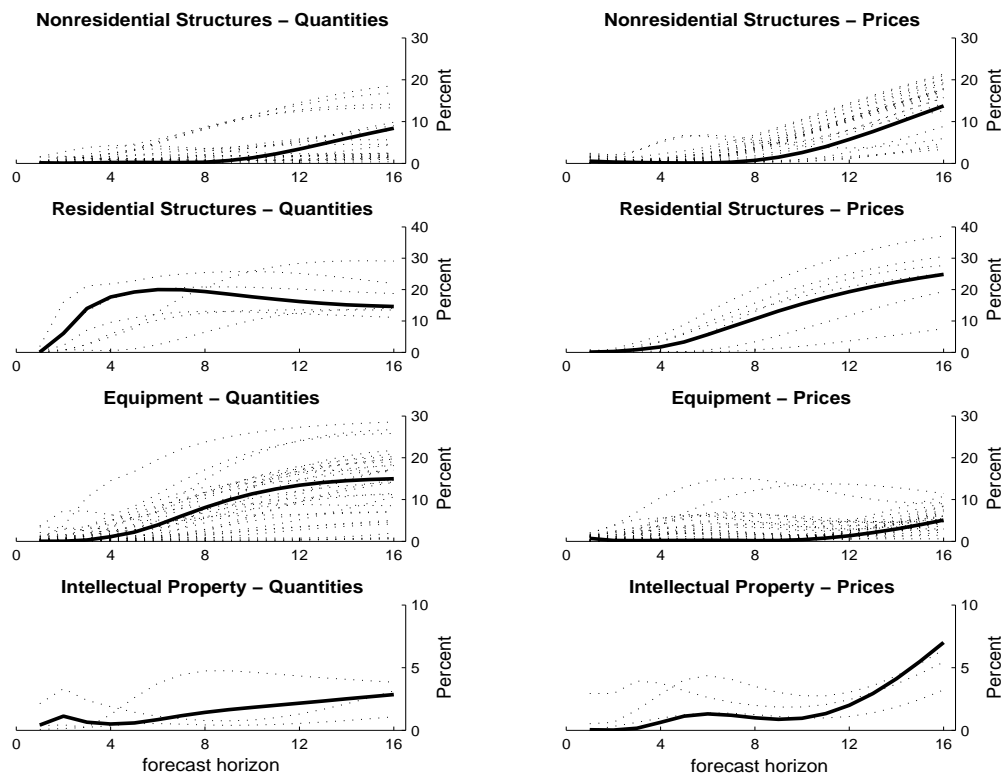 Nonresidential Structures – Quantities
30
20
10
0
Percent
0 4 8 12 16
Nonresidential Structures – Prices
30
20
10
0
Percent
0 4 8 12 16
Residential Structures – Quantities
40
30
20
10
0
Percent
0 4 8 12 16
Residential Structures – Prices
40
30
20
10
0
Percent
0 4 8 12 16
Equipment – Quantities
30
20
10
0
Percent
0 4 8 12 16
Equipment – Prices
30
20
10
0
Percent
0 4 8 12 16
Intellectual Property – Quantities
10
5
0
Percent
0 4 8 12 16
forecast horizon
Intellectual Property – Prices
10
5
0
Percent
0 4 8 12 16
forecast horizon